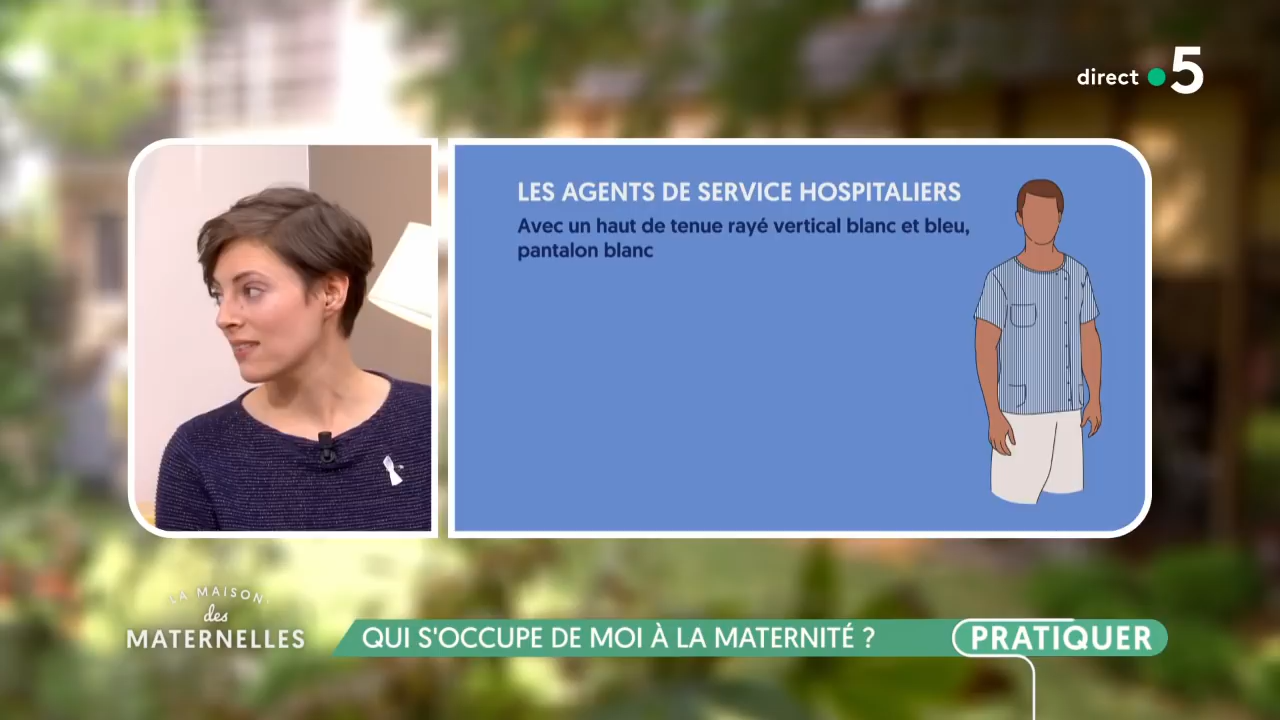 direct 5
LES AGENTS DE SERVICE HOSPITALIERS
Avec un haut de tenue rayé vertical blanc et bleu,
pantalon blanc
LA MAISON
des
MATERNELLES
QUI S'OCCUPE DE MOI À LA MATERNITÉ ?
PRATIQUER